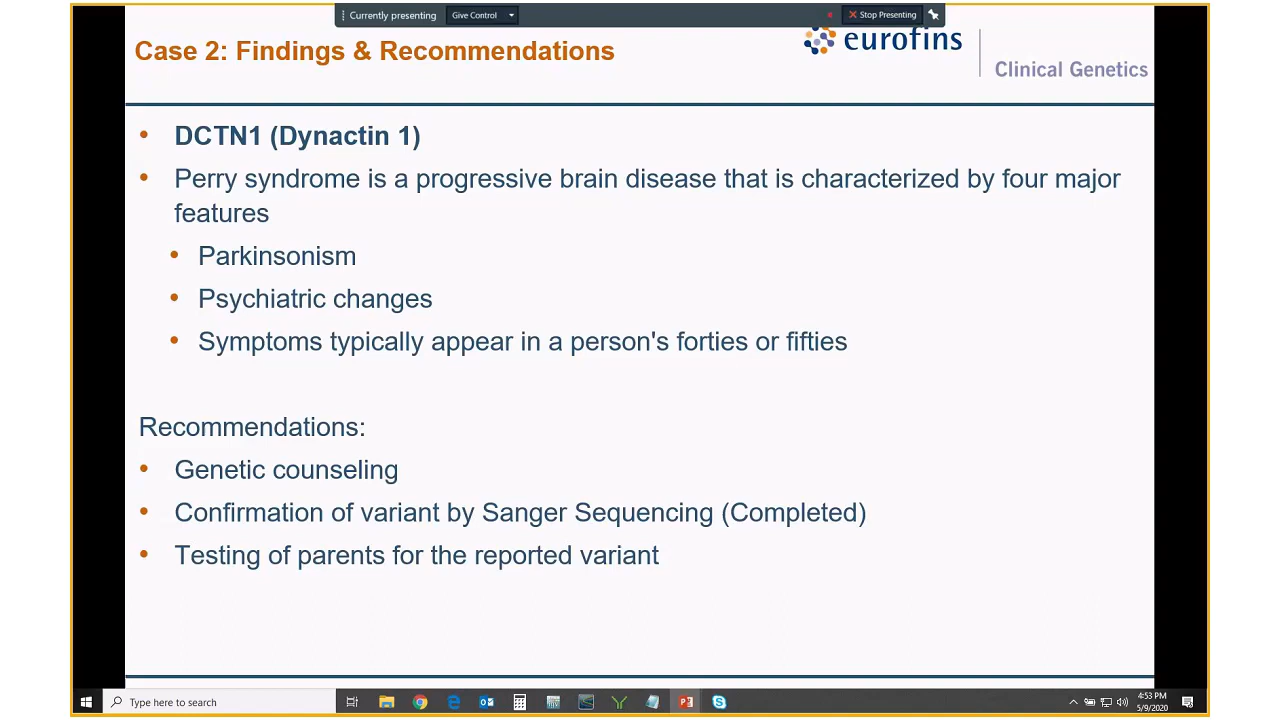 Currently presenting
Give Control
Stop Presenting
Case 2: Findings & Recommendations
eurofins
Clinical Genetics
• DCTN1 (Dynactin 1)
• Perry syndrome is a progressive brain disease that is characterized by four major
features
• Parkinsonism
• Psychiatric changes
• Symptoms typically appear in a person's forties or fifties
Recommendations:
• Genetic counseling
• Confirmation of variant by Sanger Sequencing (Completed)
• Testing of parents for the reported variant
Type here to search
4:53 PM
5/9/2020